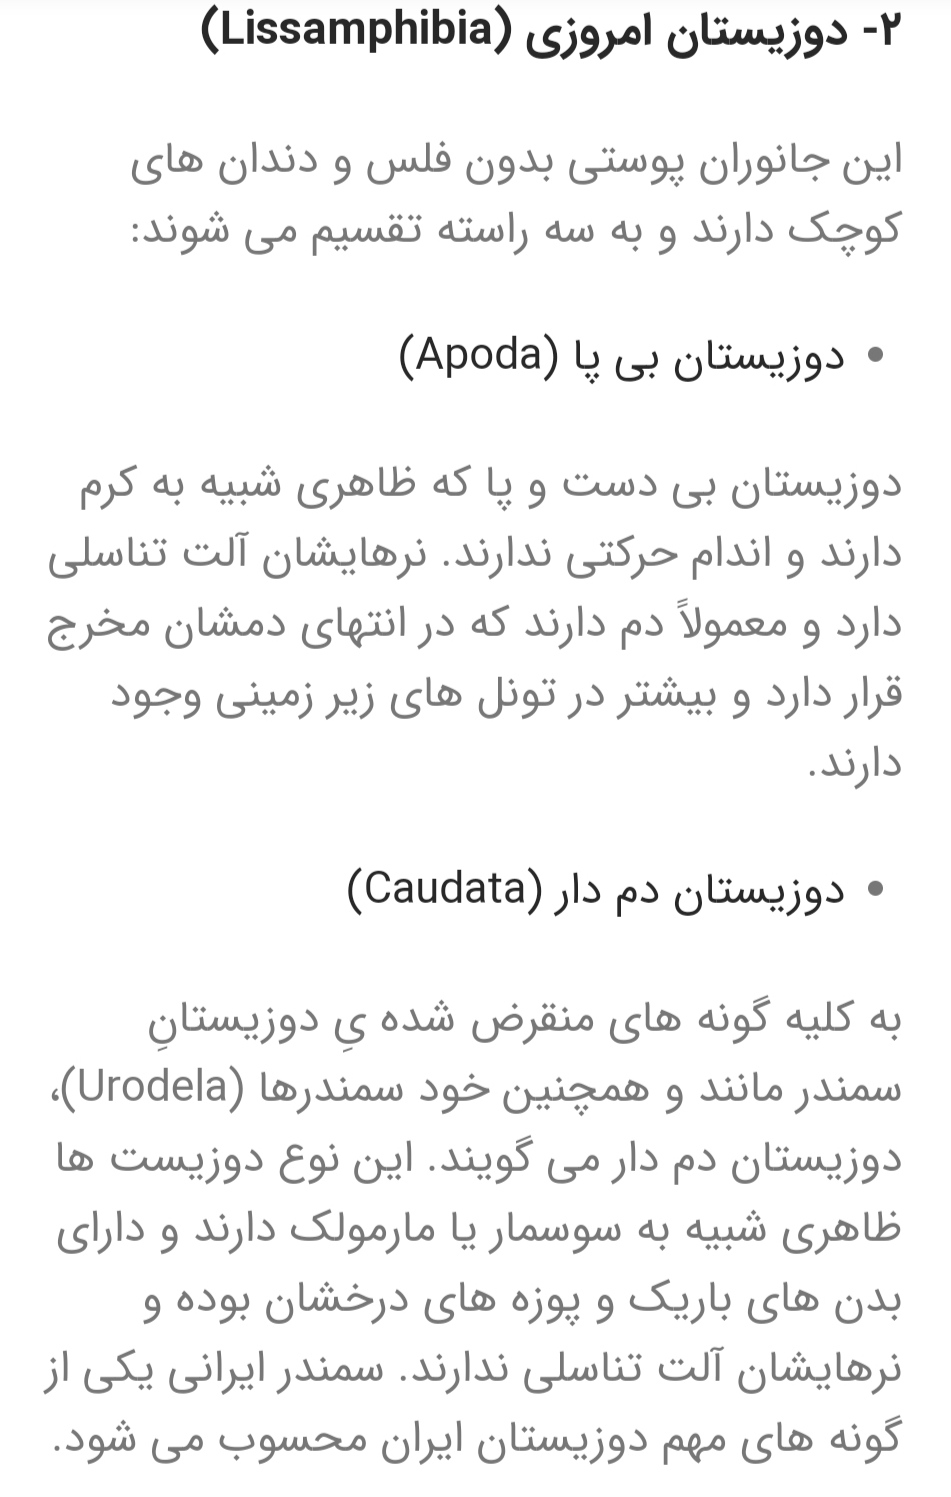 ۲- دوزیستان امروزی (Lissamphibia)
این جانوران پوستی بدون فلس و دندان های
کوچک دارند و به سه راسته تقسیم می شوند:
• دوزیستان بی پا (Apoda)
دوزیستان بی دست و پا که ظاهری شبیه به کرم
دارند و اندام حرکتی ندارند. نرهایشان آلت تناسلی
دارد و معمولاً دم دارند که در انتهای دمشان مخرج
قرار دارد و بیشتر در تونل های زیر زمینی وجود
دارند.
• دوزیستان دم دار (Caudata)
به کلیه گونه های منقرض شده یِ دوزیستانِ
سمندر مانند و همچنین خود سمندرها (Urodela)،
دوزیستان دم دار می گویند. این نوع دوزیست ها
ظاهری شبیه به سوسمار یا مارمولک دارند و دارای
بدن های باریک و پوزه های درخشان بوده و
نرهایشان آلت تناسلی ندارند. سمندر ایرانی یکی از
گونه های مهم دوزیستان ایران محسوب می شود.